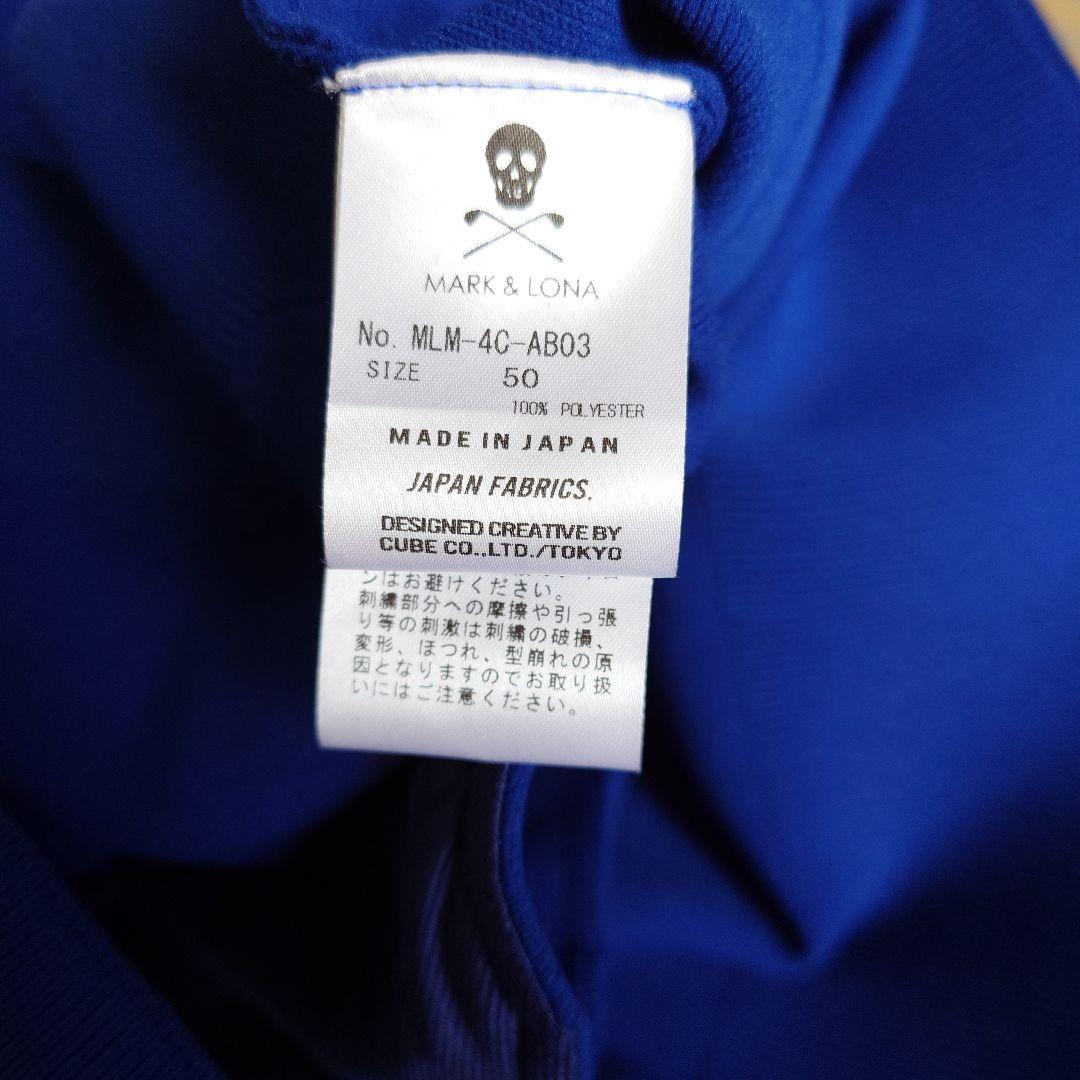 MARK & LONA
No. MLM-4C-AB03
SIZE 50
100% POLYESTER
MADE IN JAPAN
JAPAN FABRICS.
DESIGNED CREATIVE BY
CUBE CO.,LTD./TOKYO
ンはお避けください。
刺繍部分への摩擦や引っ張
り等の刺激は刺繍の破損、
変形、ほつれ、型崩れの原
因となりますのでお取り扱
いにはご注意ください。